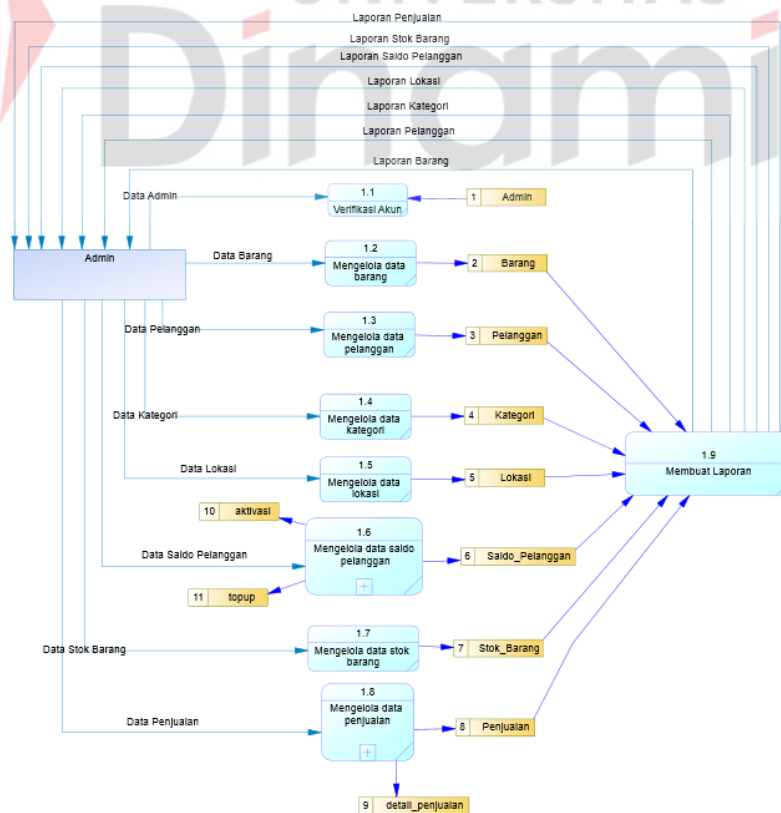 UNIVERSITAS
Dinami
Laporan Penjualan
Laporan Stok Barang
Laporan Saldo Pelanggan
Laporan Lokasi
Laporan Kategori
Laporan Pelanggan
Laporan Barang
Data Admin
1.1
Verifikasi Akun
1 Admin
Admin
Data Barang
1.2
Mengelola data
barang
2 Barang
Data Pelanggan
1.3
Mengelola data
pelanggan
3 Pelanggan
Data Kategori
1.4
Mengelola data
kategori
4 Kategori
1.9
Membuat Laporan
Data Lokasi
1.5
Mengelola data
lokasi
5 Lokasi
10 aktivasi
1.6
Mengelola data saldo
pelanggan
Data Saldo Pelanggan
6 Saldo_Pelanggan
11 topup
1.7
Mengelola data stok
barang
Data Stok Barang
7 Stok_Barang
1.8
Mengelola data
penjualan
Data Penjualan
8 Penjualan
9 detail_penjualan